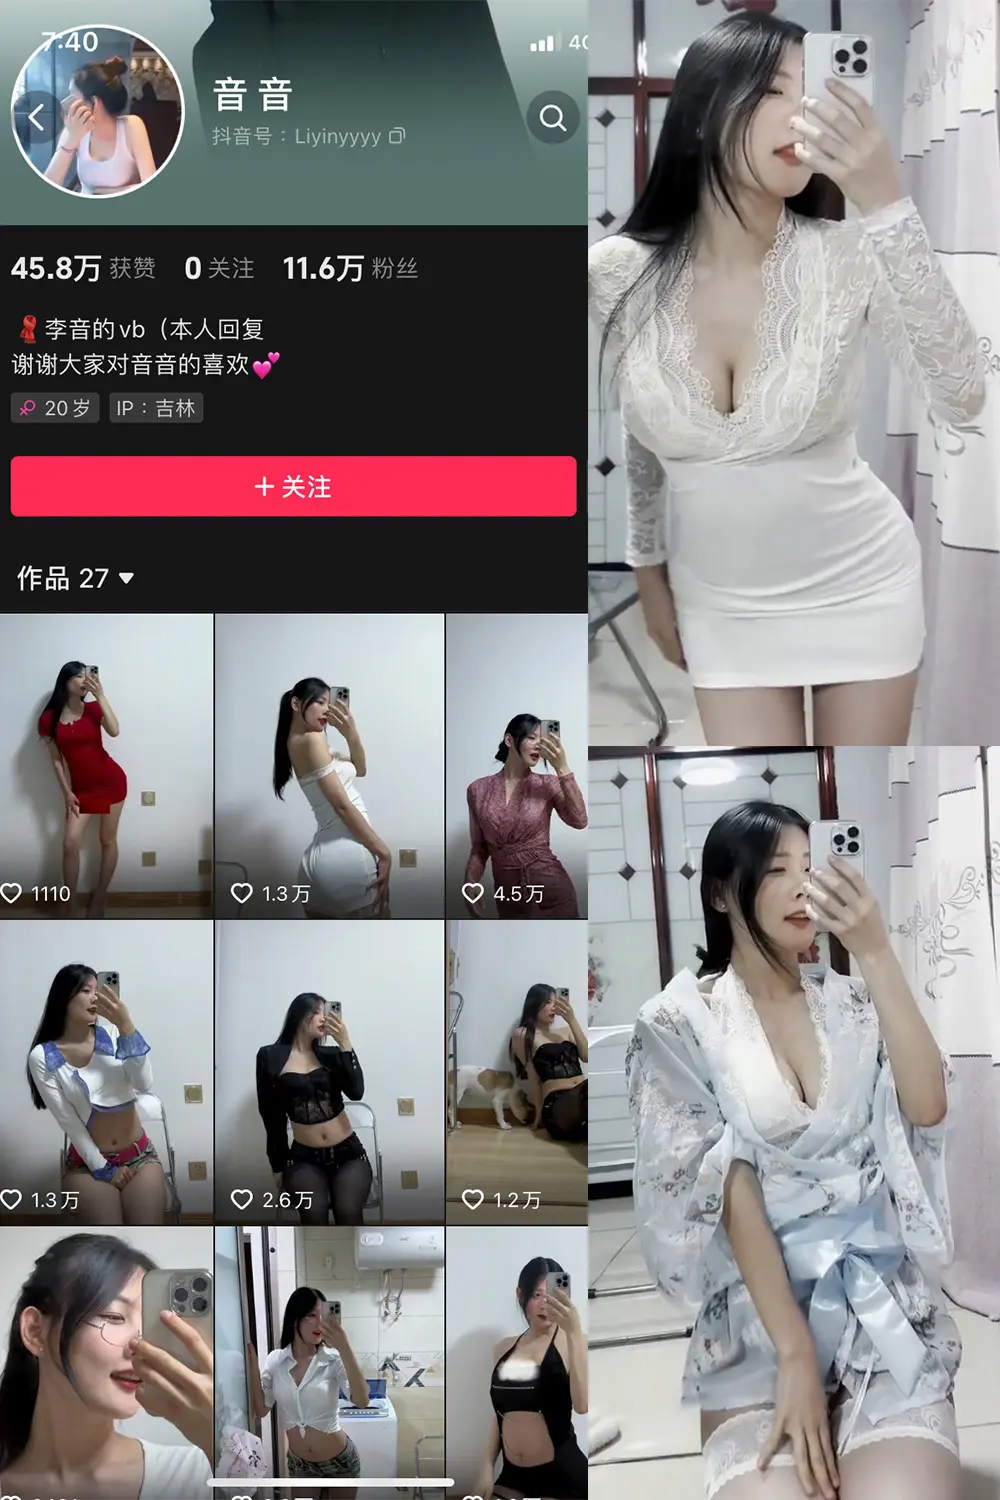 7:40
4G
音音
抖音号：Liyinyyyy
45.8万 获赞 0 关注 11.6万 粉丝
李音的vb（本人回复
谢谢大家对音音的喜欢💕
20岁 IP：吉林
+ 关注
作品 27
1110 1.3万 4.5万
1.3万 2.6万 1.2万